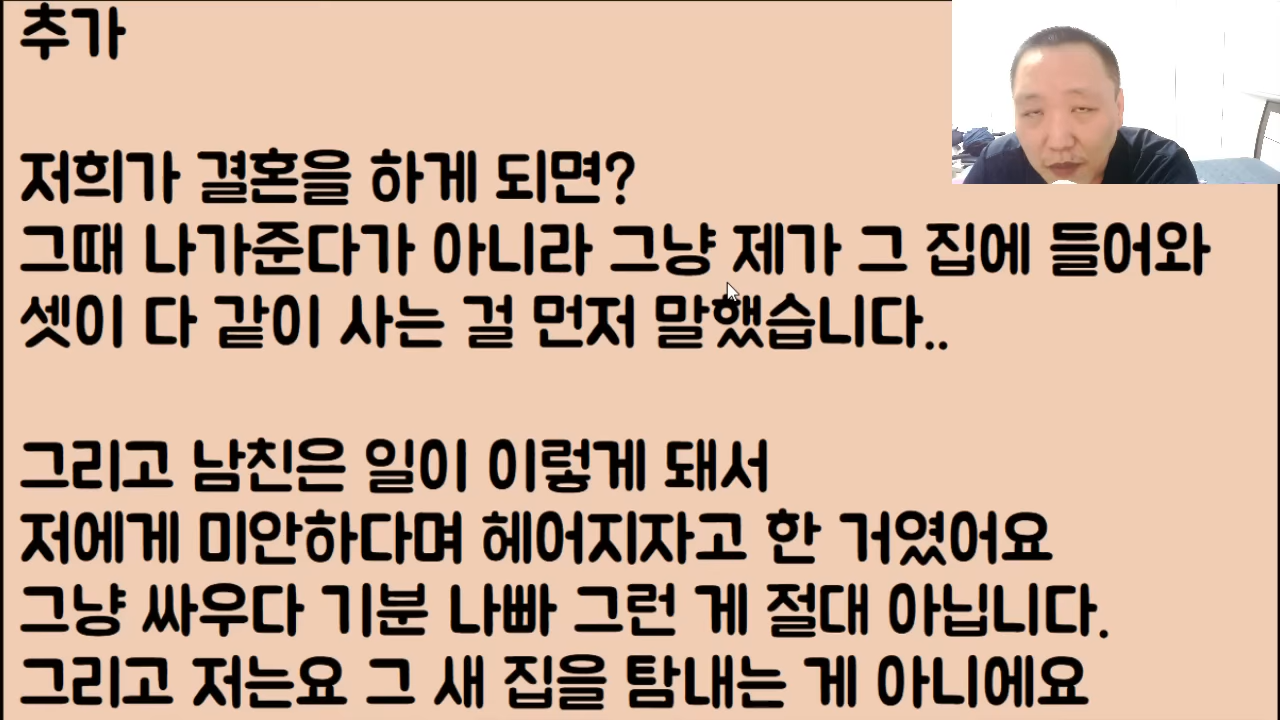 추가
저희가 결혼을 하게 되면?
그때 나가준다가 아니라 그냥 제가 그 집에 들어와
셋이 다 같이 사는 걸 먼저 말했습니다..
그리고 남친은 일이 이렇게 돼서
저에게 미안하다며 헤어지자고 한 거였어요
그냥 싸우다 기분 나빠 그런 게 절대 아닙니다.
그리고 저는요 그 새 집을 탐내는 게 아니에요